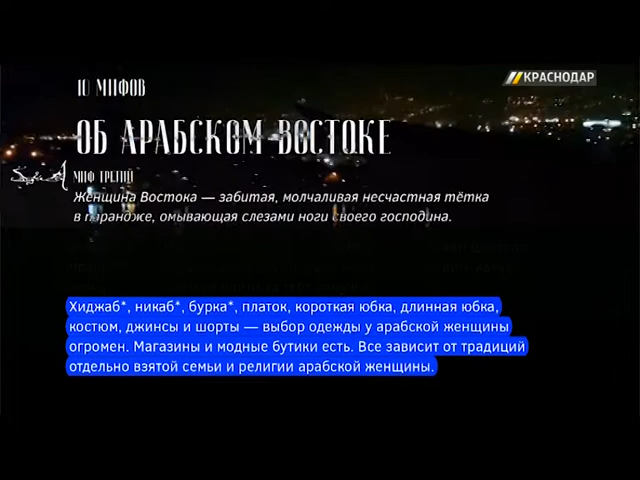 КРАСНОДАР
10 МИФОВ
ОБ АРАБСКОМ ВОСТОКЕ
МИФ ТРЕТИЙ
Женщина Востока — забитая, молчаливая несчастная тётка
в парандже, омывающая слезами ноги своего господина.
Хиджаб*, никаб*, бурка*, платок, короткая юбка, длинная юбка,
костюм, джинсы и шорты — выбор одежды у арабской женщины
огромен. Магазины и модные бутики есть. Все зависит от традиций
отдельно взятой семьи и религии арабской женщины.